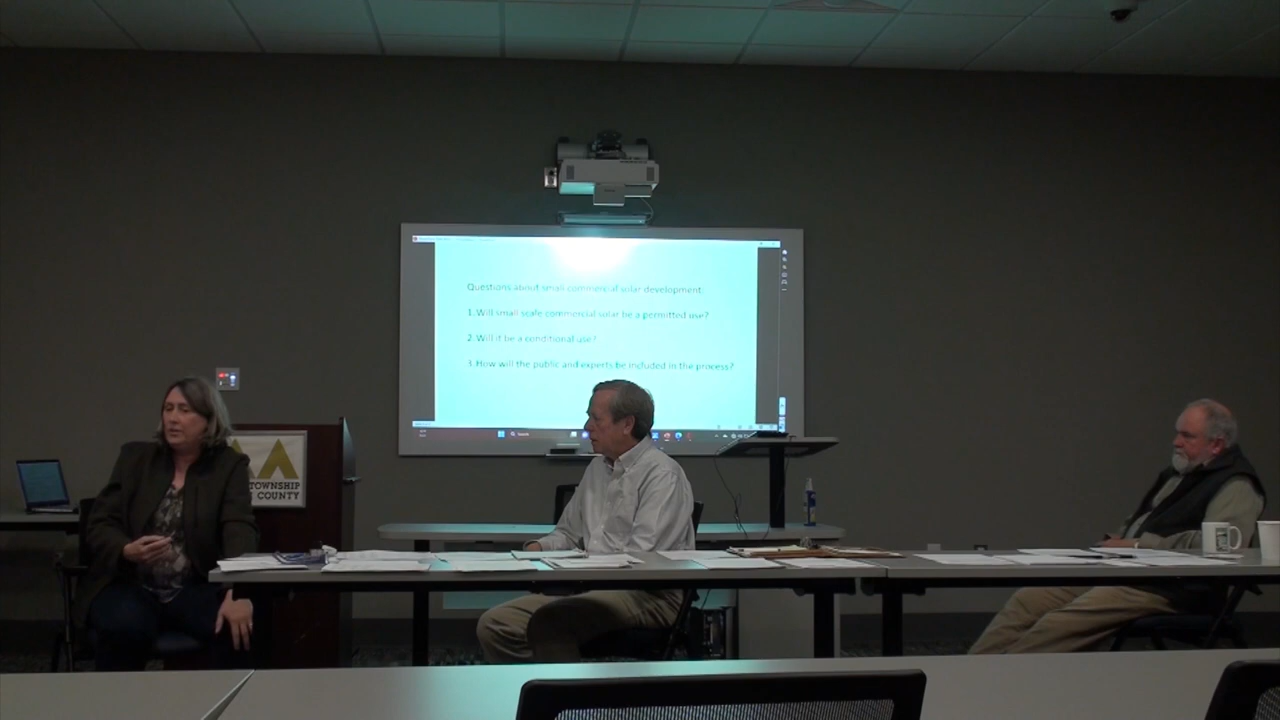 Questions about small commercial solar development:
1. Will small scale commercial solar be a permitted use?
2. Will it be a conditional use?
3. How will the public and experts be included in the process?
Search
TOWNSHIP
COUNTY